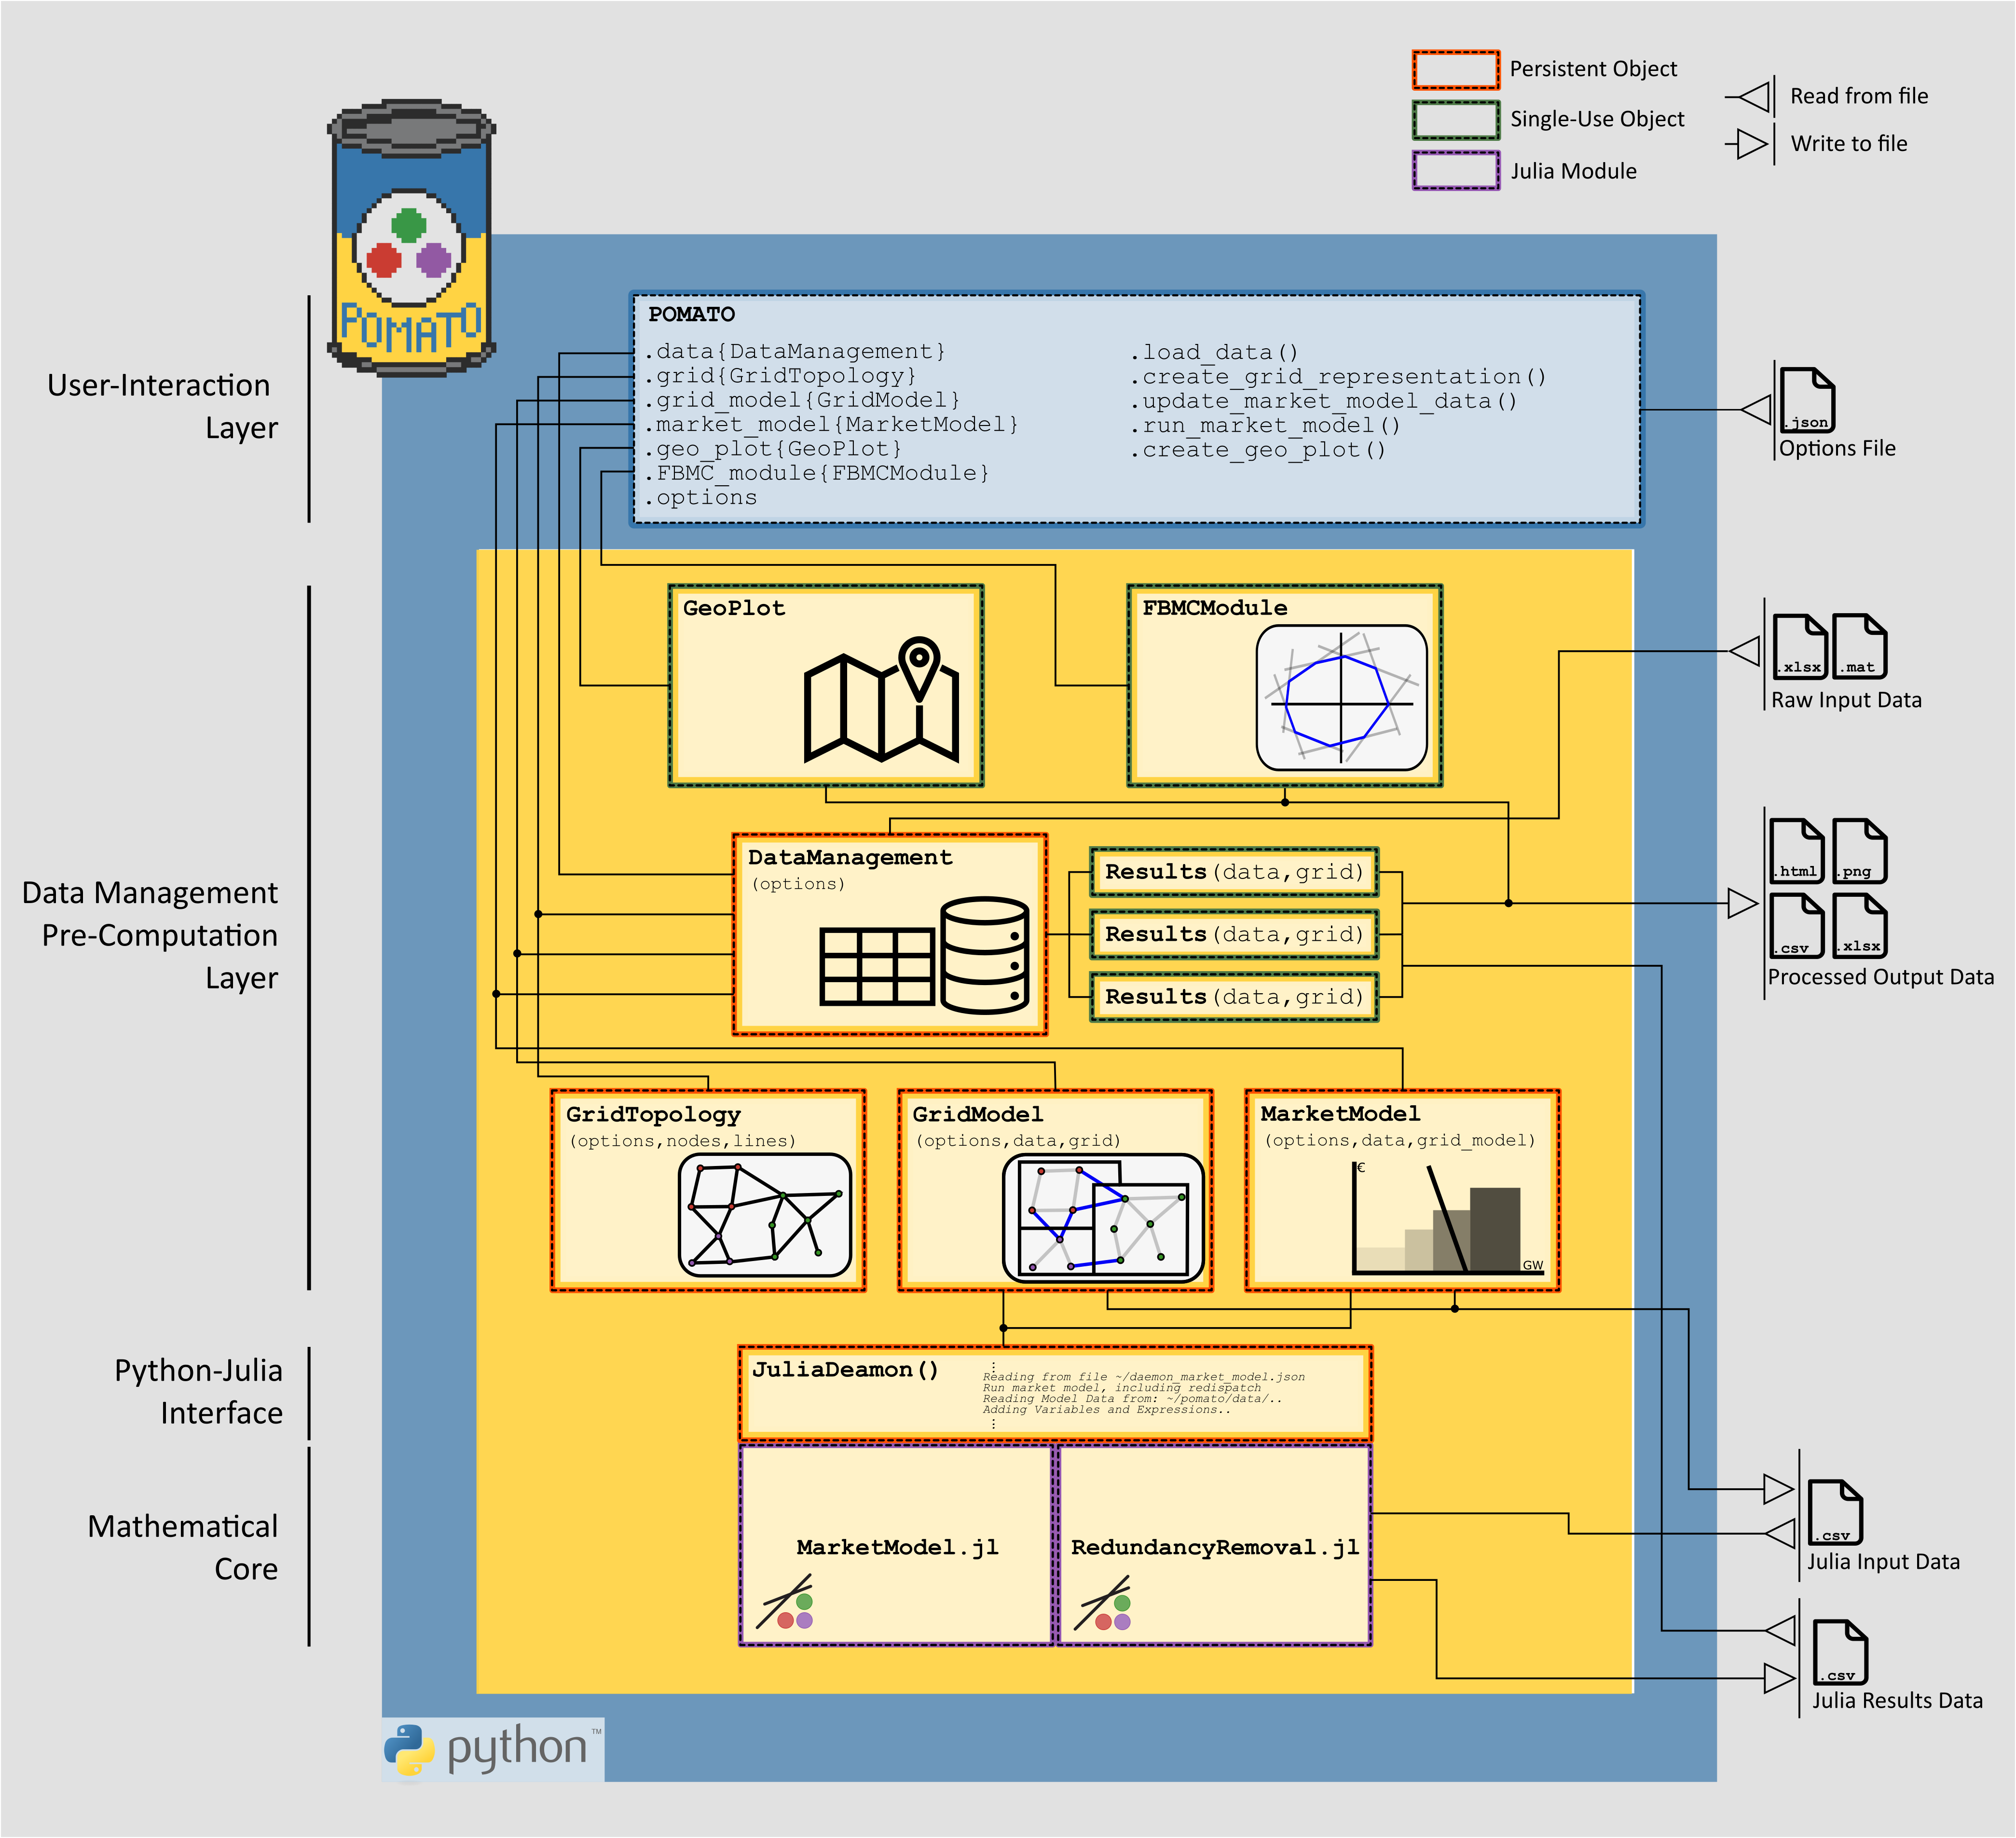 Persistent Object
Single-Use Object
Julia Module
Read from file
Write to file
POMATO
User-Interaction
Layer
POMATO
.data{DataManagement}
.grid{GridTopology}
.grid_model{GridModel}
.market_model{MarketModel}
.geo_plot{GeoPlot}
.FBMC_module{FBMCModule}
.options
.load_data()
.create_grid_representation()
.update_market_model_data()
.run_market_model()
.create_geo_plot()
.json
Options File
Data Management
Pre-Computation
Layer
GeoPlot
FBMCModule
.xlsx
.mat
Raw Input Data
DataManagement
(options)
Results(data,grid)
Results(data,grid)
Results(data,grid)
.html
.png
.csv
.xlsx
Processed Output Data
GridTopology
(options,nodes,lines)
GridModel
(options,data,grid)
MarketModel
(options,data,grid_model)
€
GW
Python-Julia
Interface
JuliaDeamon()
⋮
Reading from file ~/daemon_market_model.json
Run market model, including redispatch
Reading Model Data from: ~/pomato/data/..
Adding Variables and Expressions..
⋮
Mathematical
Core
MarketModel.jl
RedundancyRemoval.jl
.csv
Julia Input Data
.csv
Julia Results Data
python™